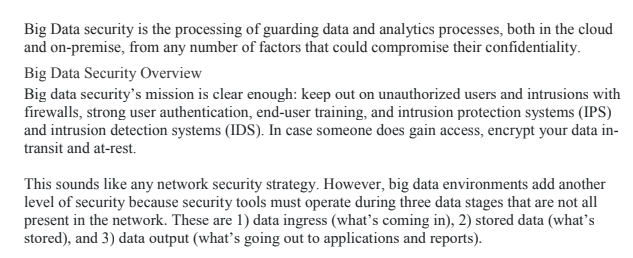 Big Data security is the processing of guarding data and analytics processes, both in the cloud
and on-premise, from any number of factors that could compromise their confidentiality.
Big Data Security Overview
Big data security’s mission is clear enough: keep out on unauthorized users and intrusions with
firewalls, strong user authentication, end-user training, and intrusion protection systems (IPS)
and intrusion detection systems (IDS). In case someone does gain access, encrypt your data in-
transit and at-rest.
This sounds like any network security strategy. However, big data environments add another
level of security because security tools must operate during three data stages that are not all
present in the network. These are 1) data ingress (what’s coming in), 2) stored data (what’s
stored), and 3) data output (what’s going out to applications and reports).